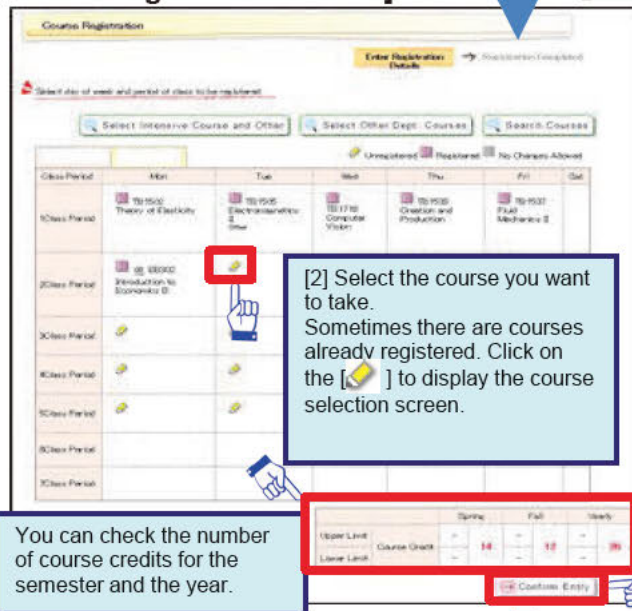 Course Registration
Enter Registration Details
Select day of week and period of class to be registered
Select Intensive Course and Other
Select Other Dept. Courses
Search Courses
Unregistered Registered No Changes Allowed
Class Period Mon Tue Wed Thu Fri Sat
1Class Period
Theory of Elasticity
Electromagnetics
Other
Computer Vision
Creation and Production
Fluid Mechanics
2Class Period
Introduction to Economics
3Class Period
4Class Period
5Class Period
6Class Period
7Class Period
[2] Select the course you want
to take.
Sometimes there are courses
already registered. Click on
the [ ] to display the course
selection screen.
You can check the number
of course credits for the
semester and the year.
Spring Fall Yearly
Upper Limit
Lower Limit
Course Credit
14 12
Confirm Entry